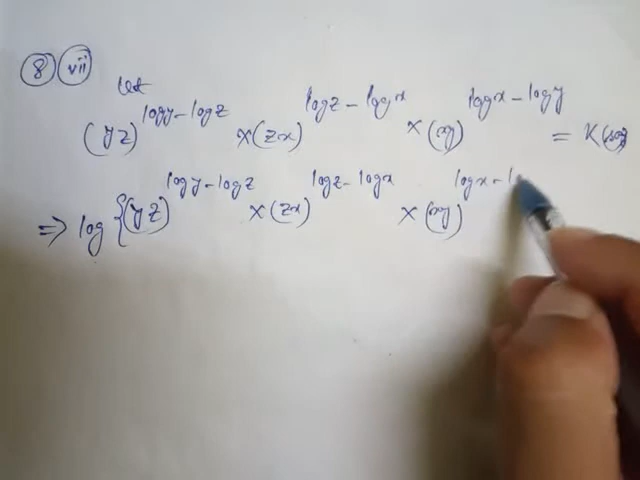 8 vii
let
(yz)^{logy-logz} × (zx)^{logz-logx} × (xy)^{logx-logy} = K (say)
⇒ log {(yz)^{logy-logz} × (zx)^{logz-logx} × (xy)^{logx-l